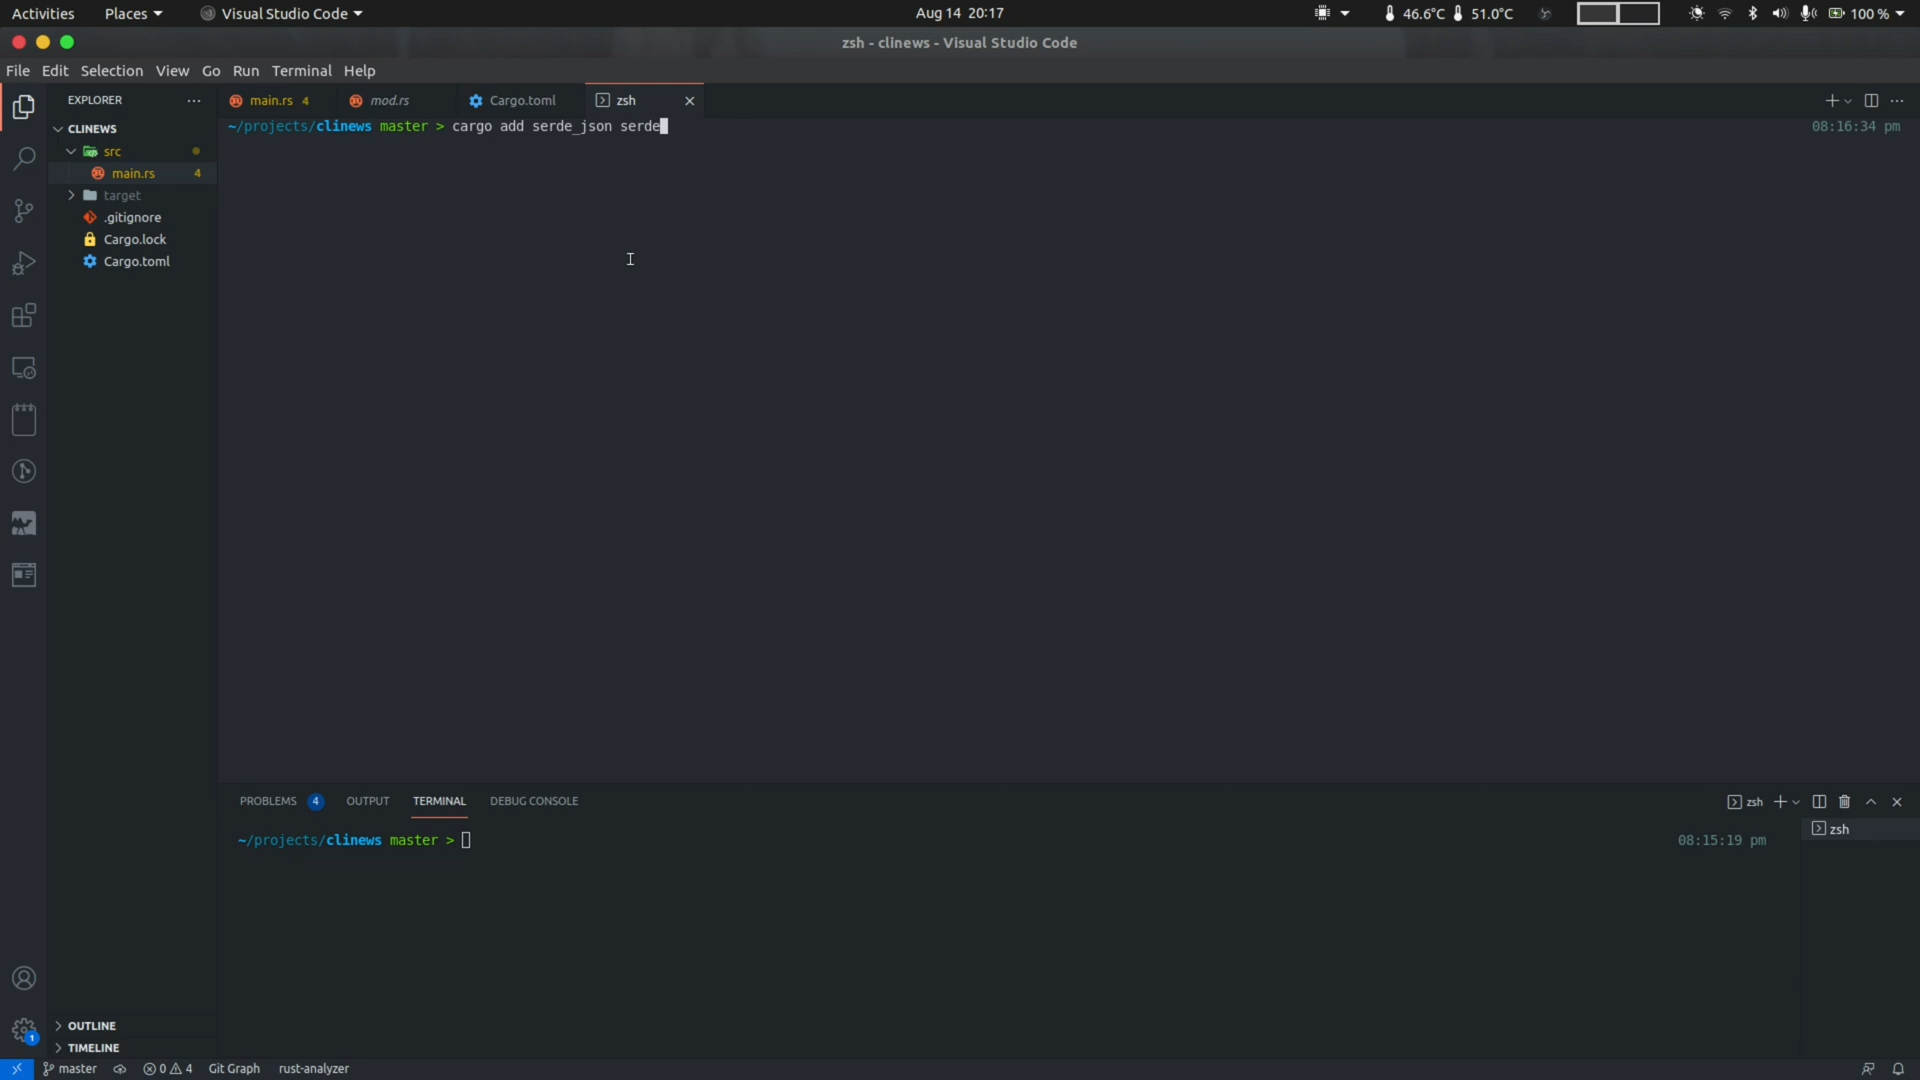 Activities Places Visual Studio Code Aug 14 20:17 46.6°C 51.0°C 100 %
zsh - clinews - Visual Studio Code
File Edit Selection View Go Run Terminal Help
EXPLORER main.rs 4 mod.rs Cargo.toml zsh
CLINEWS
~/projects/clinews master > cargo add serde_json serde 08:16:34 pm
src
main.rs 4
target
.gitignore
Cargo.lock
Cargo.toml
PROBLEMS 4 OUTPUT TERMINAL DEBUG CONSOLE zsh
zsh
~/projects/clinews master > 08:15:19 pm
OUTLINE
1
TIMELINE
master 0 4 Git Graph rust-analyzer